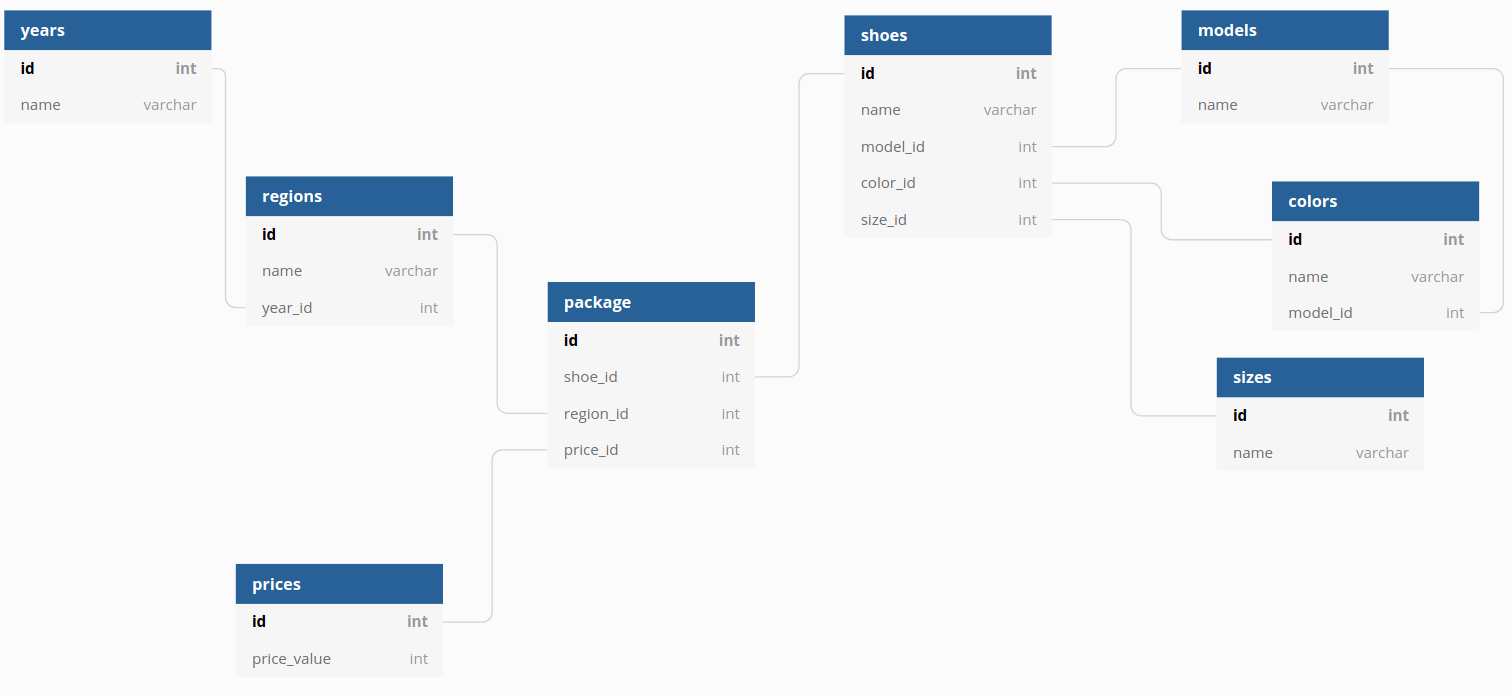 years
id int
name varchar
regions
id int
name varchar
year_id int
package
id int
shoe_id int
region_id int
price_id int
prices
id int
price_value int
shoes
id int
name varchar
model_id int
color_id int
size_id int
models
id int
name varchar
colors
id int
name varchar
model_id int
sizes
id int
name varchar